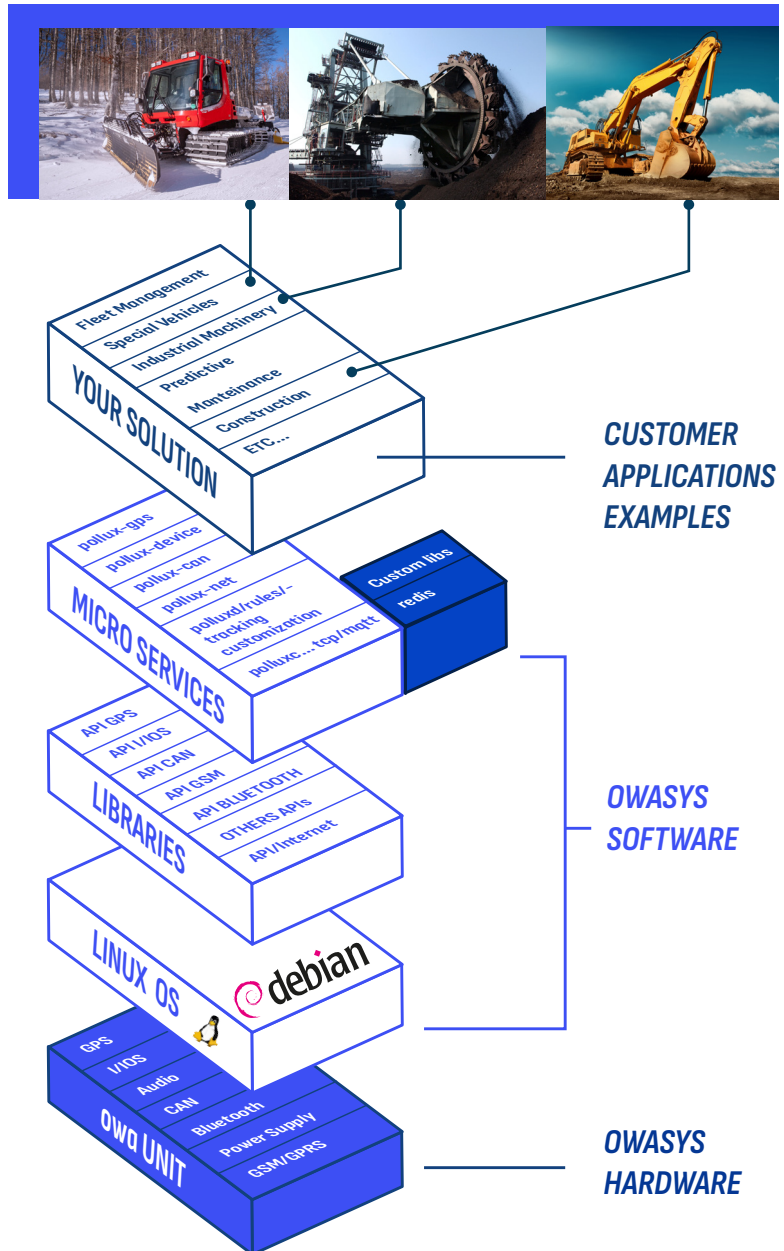 Fleet Management
Special Vehicles
Industrial Machinery
Predictive
Manteinance
Construction
ETC...
YOUR SOLUTION
CUSTOMER
APPLICATIONS
EXAMPLES
pollux-gps
pollux-device
pollux-can
pollux-net
polluxd/rules/-
tracking
customization
polluxc... tcp/mqtt
MICRO SERVICES
Custom libs
redis
API GPS
API I/IOS
API CAN
API GSM
API BLUETOOTH
OTHERS APIs
API/Internet
LIBRARIES
OWASYS
SOFTWARE
LINUX OS
debian
GPS
I/IOS
Audio
CAN
Bluetooth
Power Supply
GSM/GPRS
owa UNIT
OWASYS
HARDWARE